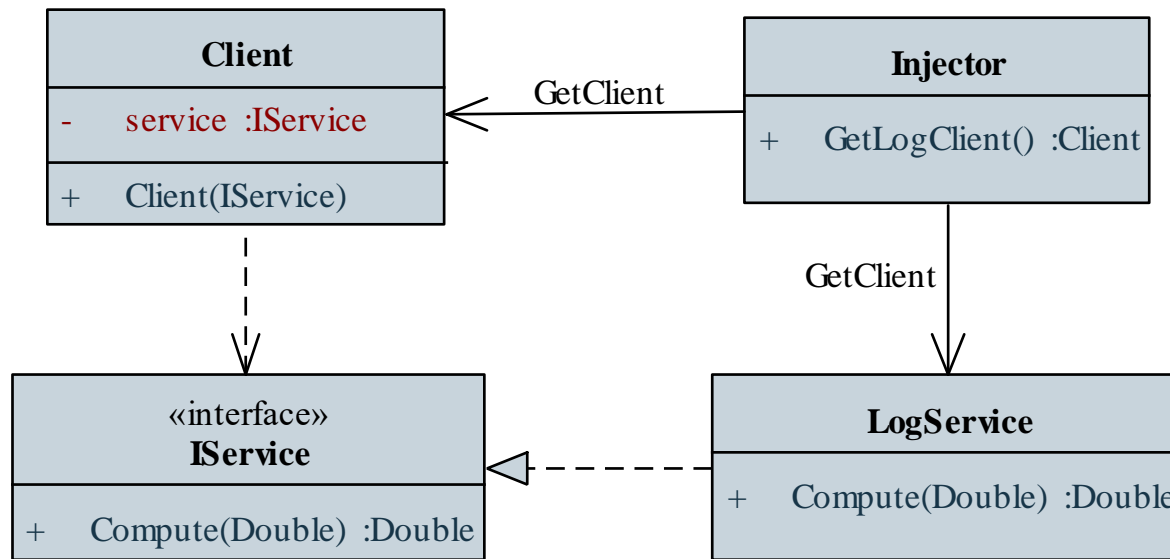 Client
- service :IService
+ Client(IService)
GetClient
Injector
+ GetLogClient() :Client
GetClient
«interface»
IService
+ Compute(Double) :Double
LogService
+ Compute(Double) :Double